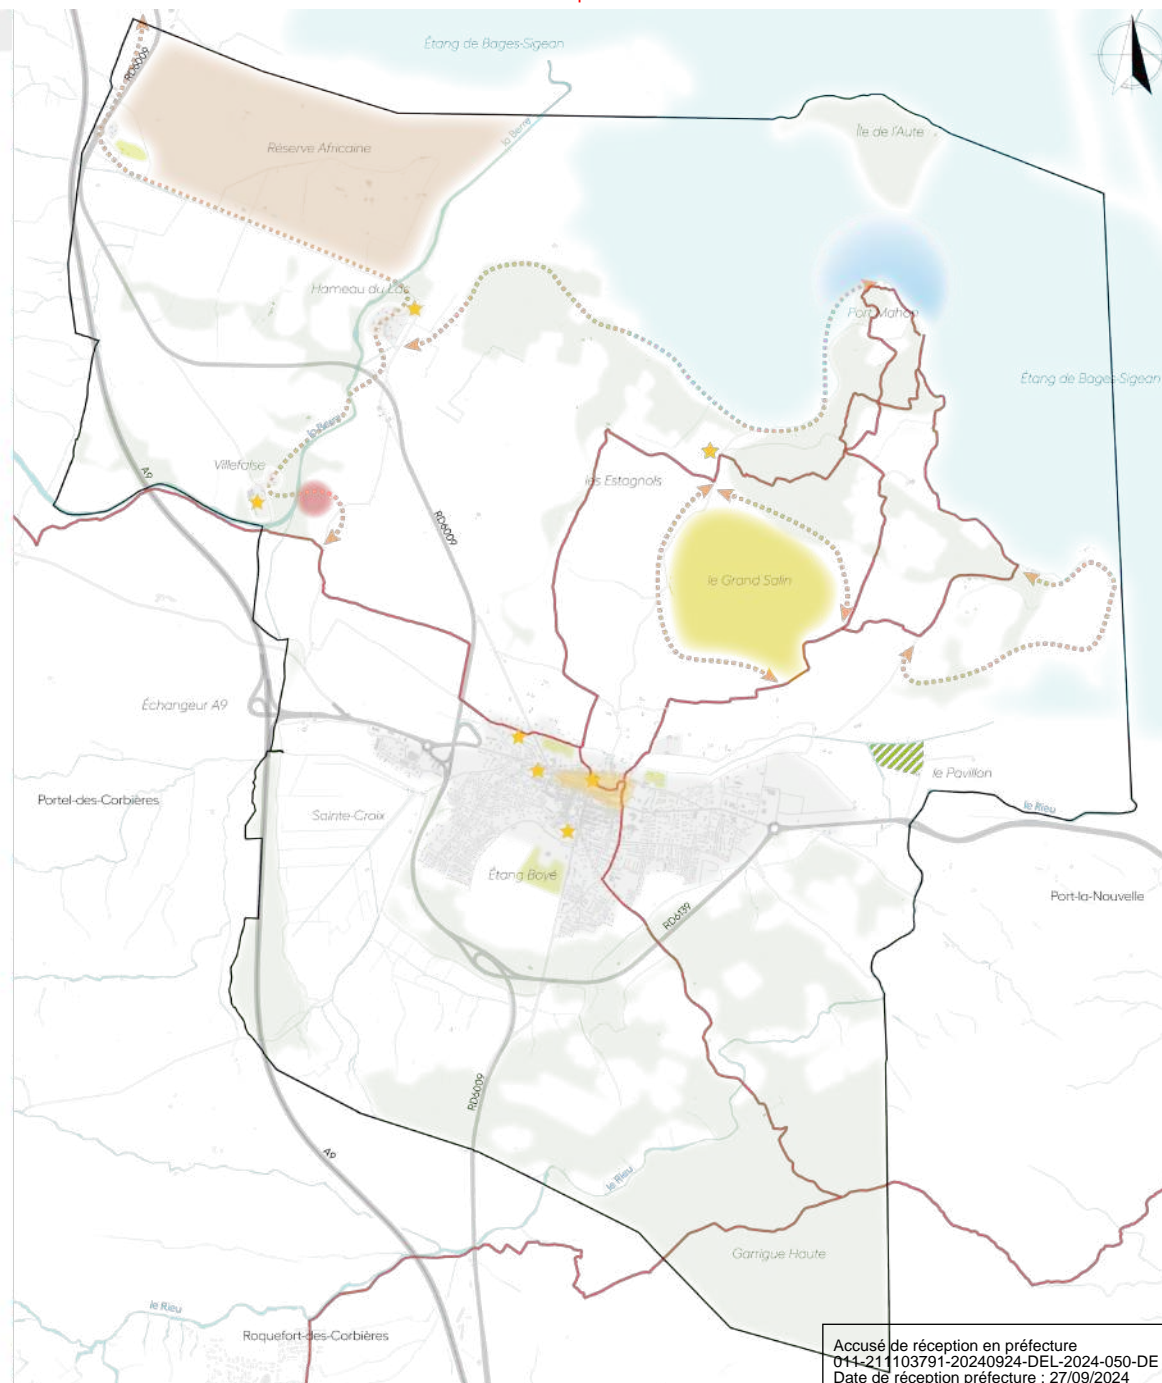 Étang de Bages-Sigean
RD6009
Île de l'Aute
la Berre
Réserve Africaine
Hameau du Lac
Port Mahon
Étang de Bages-Sigean
la Berre
Villefalse
A9
les Estagnols
RD6009
le Grand Salin
Échangeur A9
le Pavillon
Portel-des-Corbières
le Rieu
Sainte-Croix
Étang Boyé
Port-la-Nouvelle
RD6139
RD6009
A9
le Rieu
Garrigue Haute
le Rieu
Roquefort-des-Corbières
Accusé de réception en préfecture
011-211103791-20240924-DEL-2024-050-DE
Date de réception préfecture : 27/09/2024